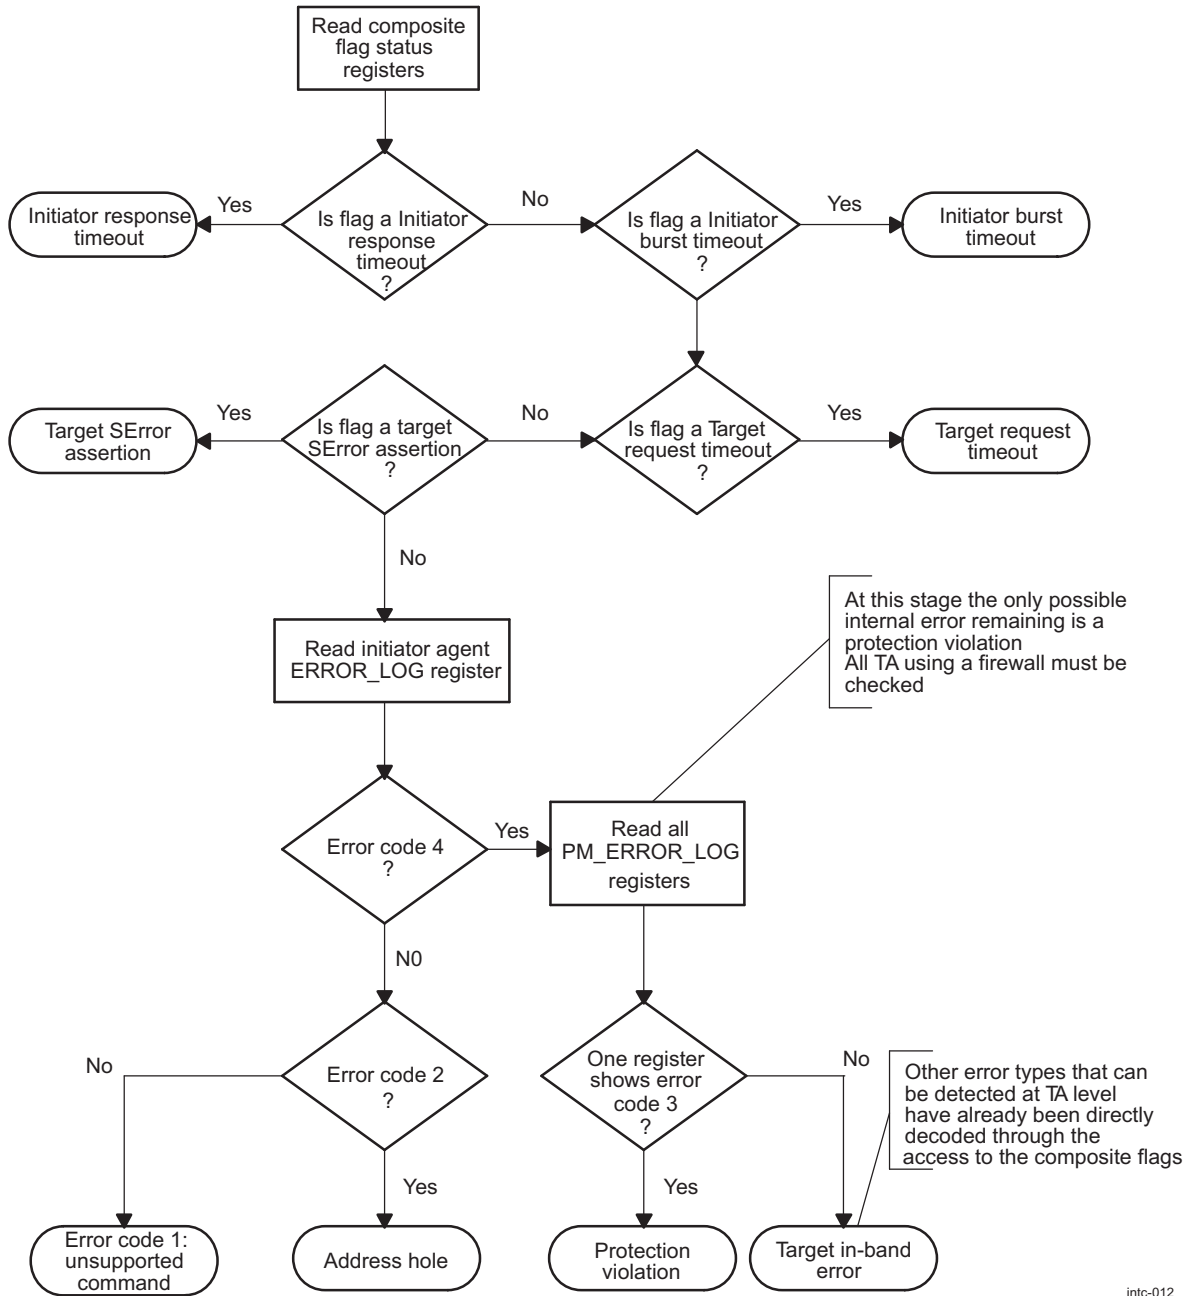 Read composite
flag status
registers
Yes
No
Yes
Initiator response
timeout
Is flag a Initiator
response
timeout
?
Is flag a Initiator
burst timeout
?
Initiator burst
timeout
Yes
No
Yes
Target SError
assertion
Is flag a target
SError assertion
?
Is flag a Target
request timeout
?
Target request
timeout
No
At this stage the only possible
internal error remaining is a
protection violation
All TA using a firewall must be
checked
Read initiator agent
ERROR_LOG register
Error code 4
?
Yes
Read all
PM_ERROR_LOG
registers
N0
No
Error code 2
?
One register
shows error
code 3
?
No
Other error types that can
be detected at TA level
have already been directly
decoded through the
access to the composite flags
Yes
Yes
Error code 1:
unsupported
command
Address hole
Protection
violation
Target in-band
error
intc-012